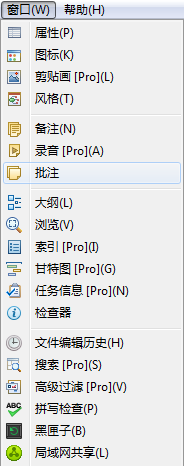 窗口(W) 帮助(H)
属性(P)
图标(K)
剪贴画 [Pro](L)
风格(T)
备注(N)
录音 [Pro](A)
批注
大纲(L)
浏览(V)
索引 [Pro](I)
甘特图 [Pro](G)
任务信息 [Pro](N)
检查器
文件编辑历史(H)
搜索 [Pro](S)
高级过滤 [Pro](V)
ABC 拼写检查(P)
黑匣子(B)
局域网共享(L)